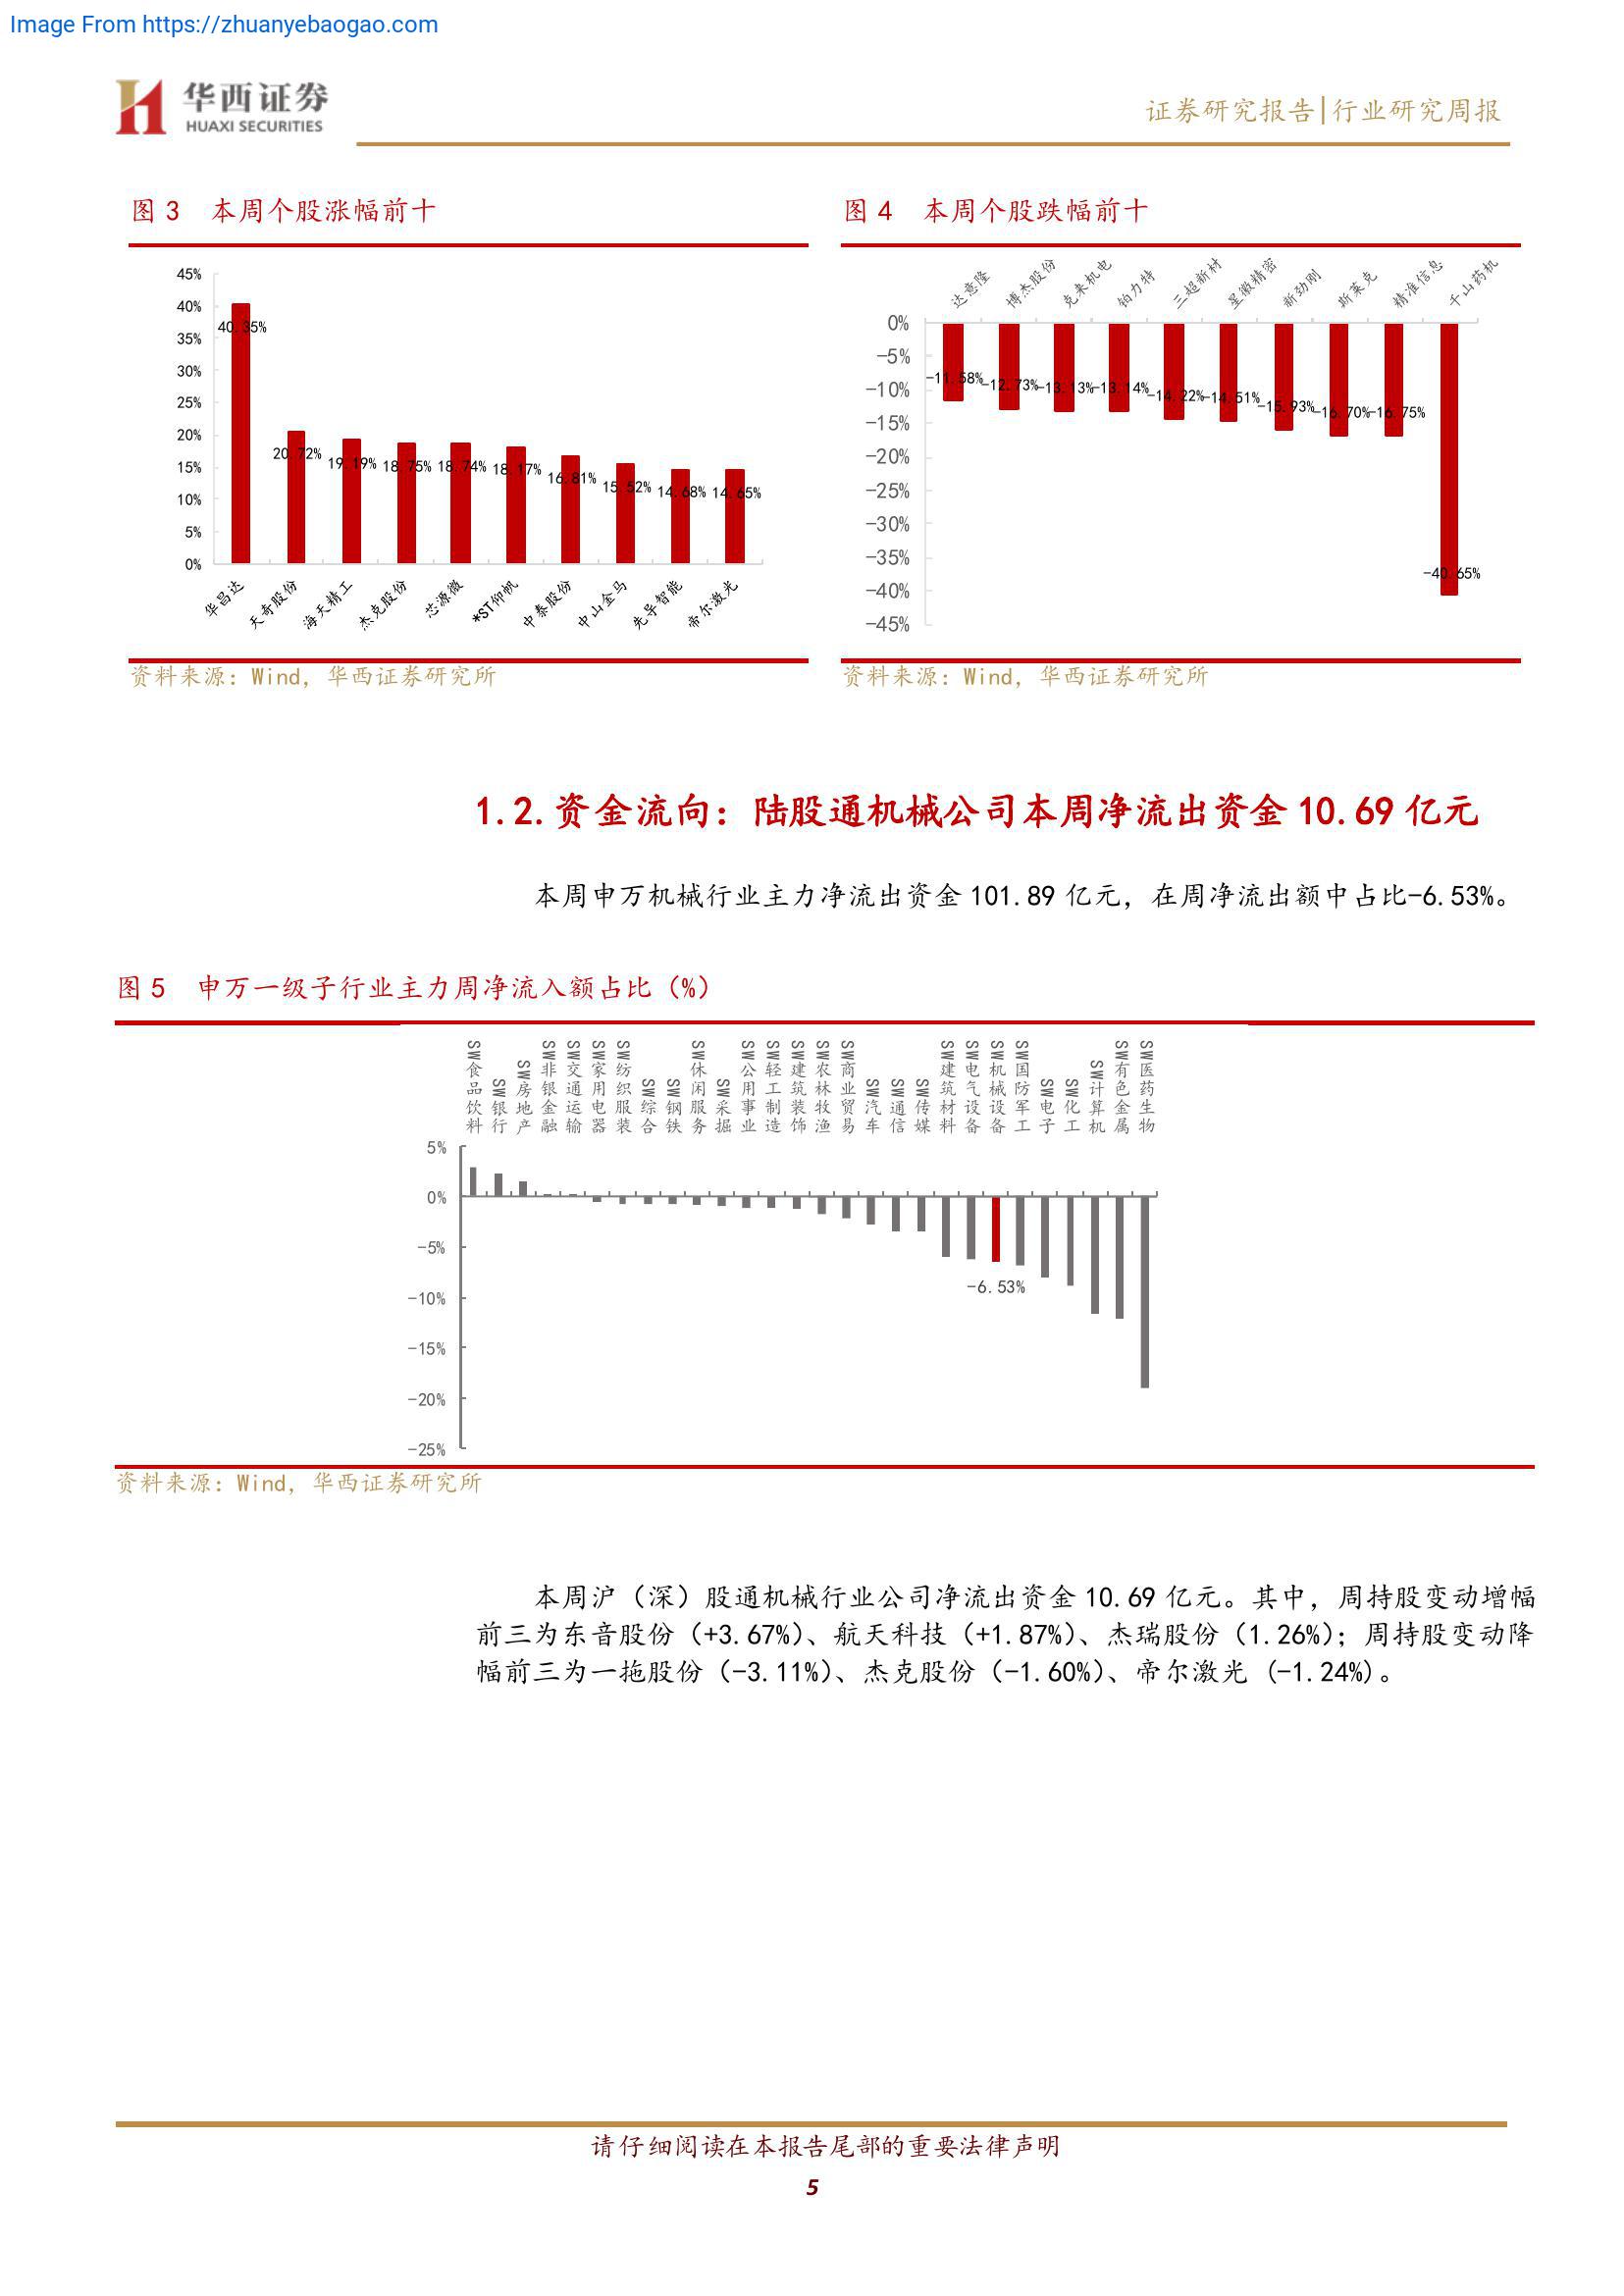 Image From https://zhuanyebaogao.com
华西证券
HUAXI SECURITIES
证券研究报告|行业研究周报
图 3 本周个股涨幅前十
45%
40%
35%
30%
25%
20%
15%
10%
5%
0%
40.35%
20.72%
19.19%
18.75%
18.74%
18.17%
16.81%
15.52%
14.68%
14.65%
华昌达
天奇股份
海天精工
杰克股份
芯源微
*ST仰帆
中泰股份
中山金马
先导智能
帝尔激光
资料来源：Wind，华西证券研究所
图 4 本周个股跌幅前十
达意隆
博杰股份
克来机电
铂力特
三超新材
星徽精密
新劲刚
斯莱克
精准信息
千山药机
0%
-5%
-10%
-15%
-20%
-25%
-30%
-35%
-40%
-45%
-11.58%
-12.73%
-13.13%
-13.14%
-14.22%
-14.51%
-15.93%
-16.70%
-16.75%
-40.65%
资料来源：Wind，华西证券研究所
1.2.资金流向：陆股通机械公司本周净流出资金 10.69 亿元
本周申万机械行业主力净流出资金 101.89 亿元，在周净流出额中占比-6.53%。
图 5 申万一级子行业主力周净流入额占比（%）
SW食品饮料
SW银行
SW房地产
SW非银金融
SW交通运输
SW家用电器
SW纺织服装
SW综合
SW钢铁
SW休闲服务
SW采掘
SW公用事业
SW轻工制造
SW建筑装饰
SW农林牧渔
SW商业贸易
SW汽车
SW通信
SW传媒
SW建筑材料
SW电气设备
SW机械设备
SW国防军工
SW电子
SW化工
SW计算机
SW有色金属
SW医药生物
5%
0%
-5%
-10%
-15%
-20%
-25%
-6.53%
资料来源：Wind，华西证券研究所
本周沪（深）股通机械行业公司净流出资金 10.69 亿元。其中，周持股变动增幅
前三为东音股份（+3.67%）、航天科技（+1.87%）、杰瑞股份（1.26%）；周持股变动降
幅前三为一拖股份（-3.11%）、杰克股份（-1.60%）、帝尔激光 (-1.24%)。
请仔细阅读在本报告尾部的重要法律声明
5